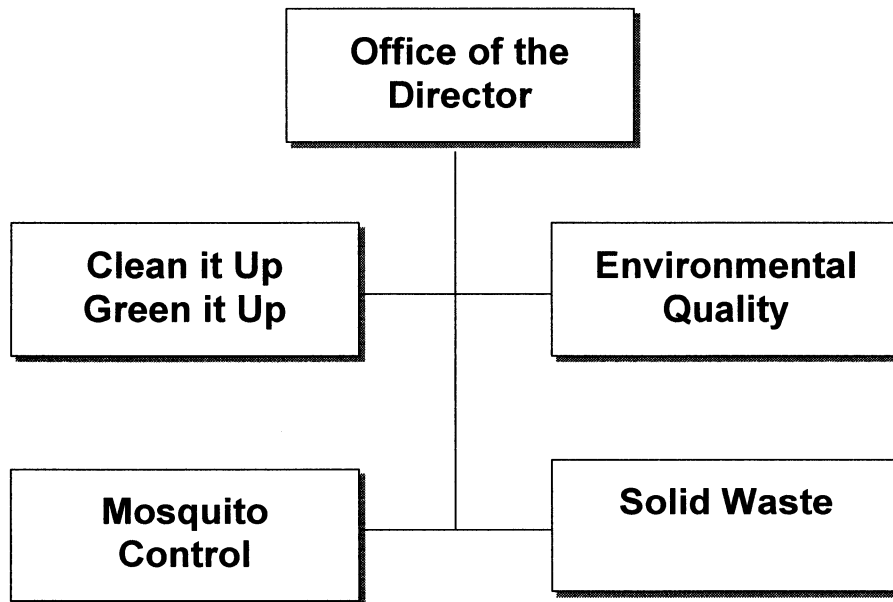 Office of the
Director
Clean it Up
Green it Up
Environmental
Quality
Mosquito
Control
Solid Waste